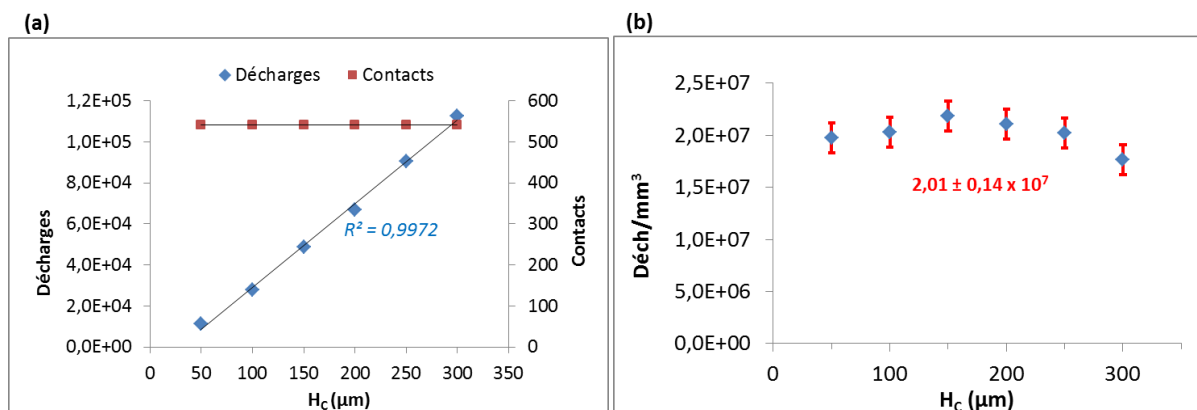 (a)
Décharges Contacts
1,2E+05
1,0E+05
8,0E+04
6,0E+04
4,0E+04
2,0E+04
0,0E+00
Décharges
600
500
400
300
200
100
0
Contacts
R² = 0,9972
0 50 100 150 200 250 300 350
H_C (µm)
(b)
2,5E+07
2,0E+07
1,5E+07
1,0E+07
5,0E+06
0,0E+00
Déch/mm³
2,01 ± 0,14 x 10⁷
0 100 200 300
H_C (µm)